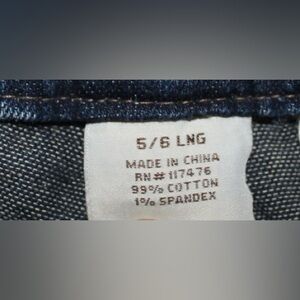 5/6 LNG
MADE IN CHINA
RN# 117476
99% COTTON
1% SPANDEX